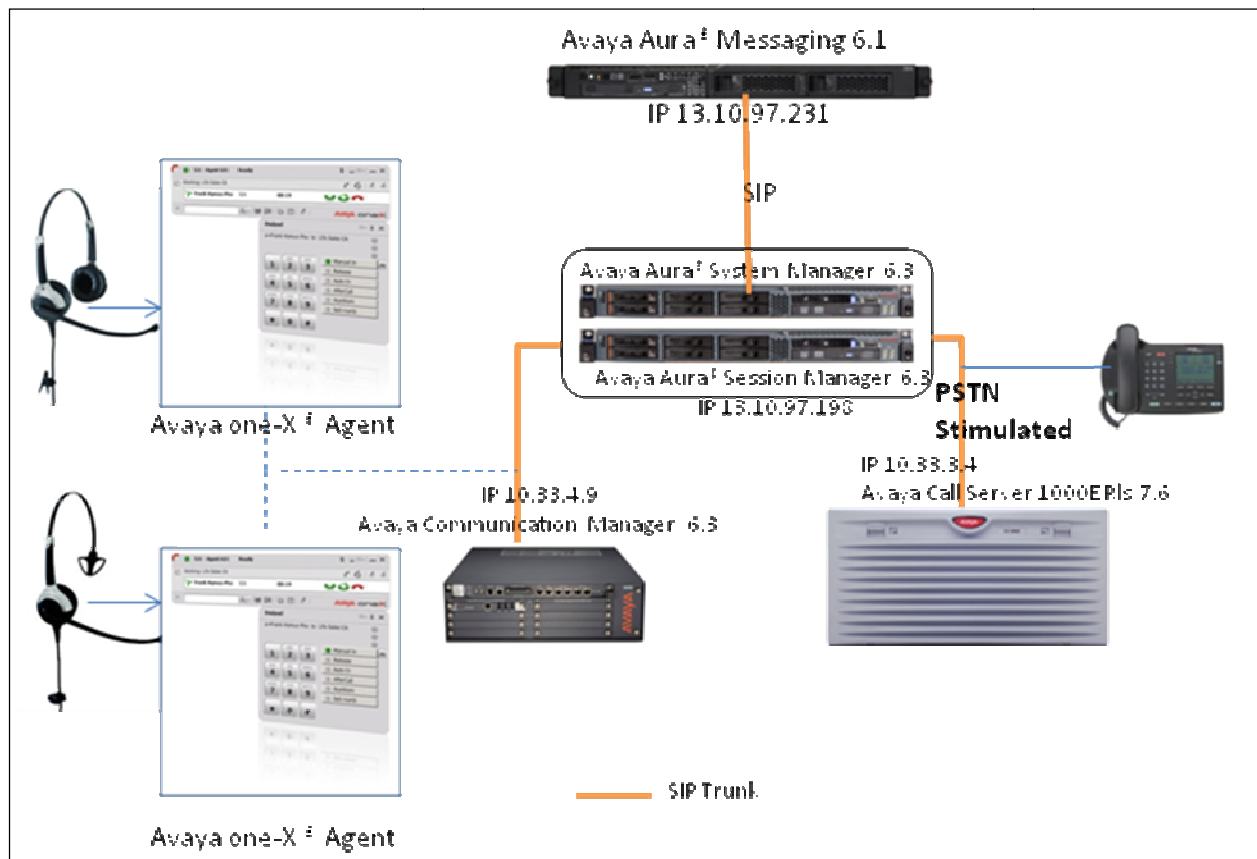 Avaya Aura® Messaging 6.1
IP 13.10.97.231
SIP
Avaya Aura® System Manager 6.3
Avaya Aura® Session Manager 6.3
IP 13.10.97.198
PSTN
Stimulated
IP 10.33.3.4
Avaya Call Server 1000E Rls 7.6
Avaya one-X® Agent
IP 10.33.4.9
Avaya Communication Manager 6.3
AVAYA
Avaya one-X® Agent
SIP Trunk